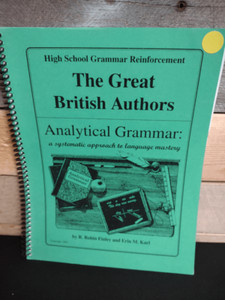 High School Grammar Reinforcement
The Great
British Authors
Analytical Grammar:
a systematic approach to language mastery
by R. Robin Finley and Erin M. Karl